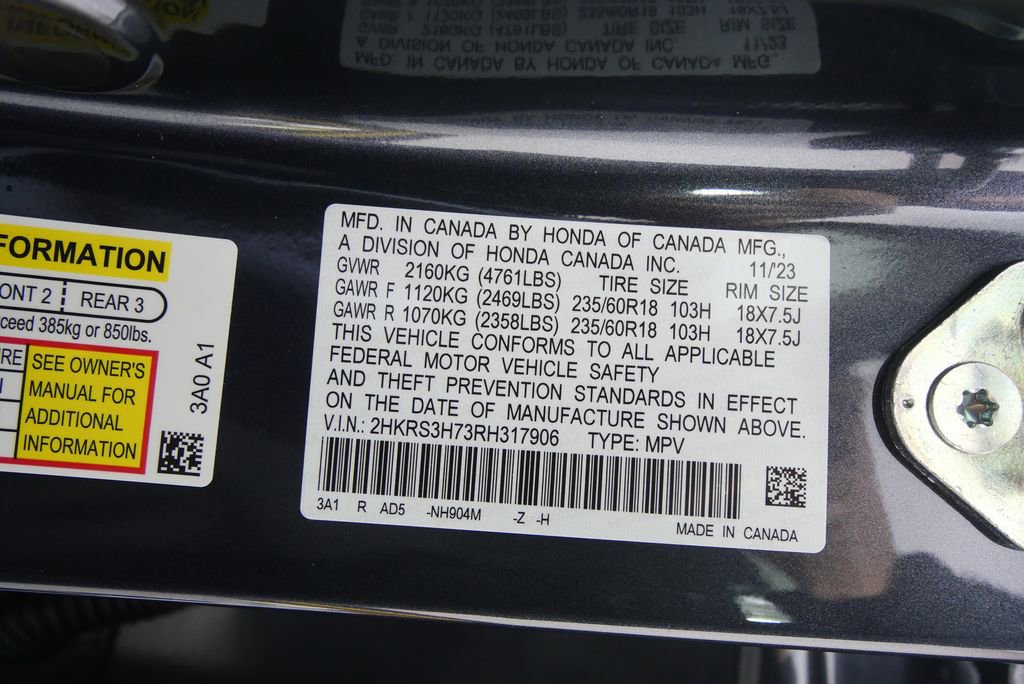 FORMATION
ONT 2 REAR 3
ceed 385kg or 850lbs.
RE
SEE OWNER'S
MANUAL FOR
ADDITIONAL
INFORMATION
3A0 A1
MFD. IN CANADA BY HONDA OF CANADA MFG.,
A DIVISION OF HONDA CANADA INC. 11/'23
GVWR 2160KG (4761LBS) TIRE SIZE RIM SIZE
GAWR F 1120KG (2469LBS) 235/60R18 103H 18X7.5J
GAWR R 1070KG (2358LBS) 235/60R18 103H 18X7.5J
THIS VEHICLE CONFORMS TO ALL APPLICABLE
FEDERAL MOTOR VEHICLE SAFETY
AND THEFT PREVENTION STANDARDS IN EFFECT
ON THE DATE OF MANUFACTURE SHOWN ABOVE.
V.I.N.: 2HKRS3H73RH317906 TYPE: MPV
3A1 R AD5 -NH904M -Z -H
MADE IN CANADA